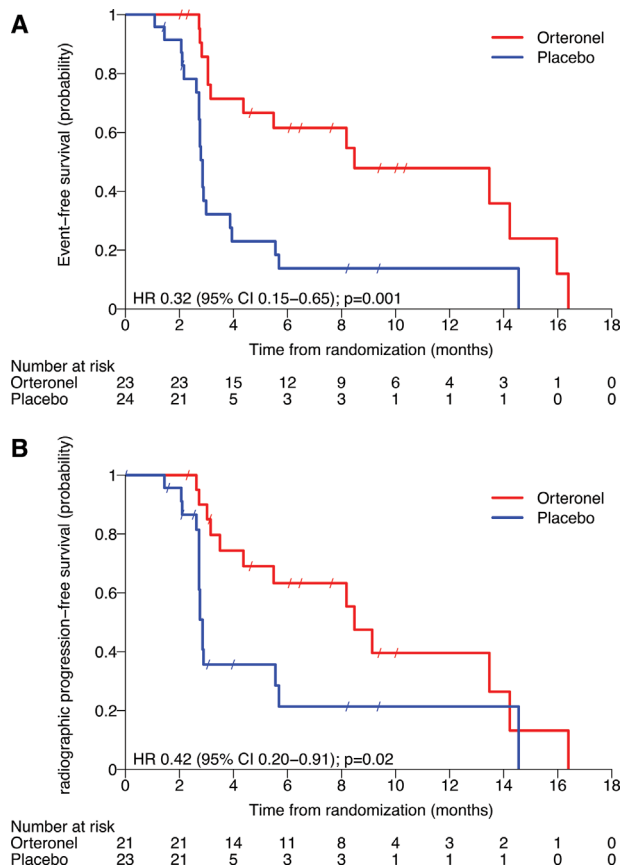 A
Event–free survival (probability)
1
0.8
0.6
0.4
0.2
0
Orteronel
Placebo
HR 0.32 (95% CI 0.15–0.65); p=0.001
0 2 4 6 8 10 12 14 16 18
Time from randomization (months)
Number at risk
Orteronel 23 23 15 12 9 6 4 3 1 0
Placebo 24 21 5 3 3 1 1 1 0 0
B
radiographic progression–free survival (probability)
1
0.8
0.6
0.4
0.2
0
Orteronel
Placebo
HR 0.42 (95% CI 0.20–0.91); p=0.02
0 2 4 6 8 10 12 14 16 18
Time from randomization (months)
Number at risk
Orteronel 21 21 14 11 8 4 3 2 1 0
Placebo 23 21 5 3 3 1 1 1 0 0